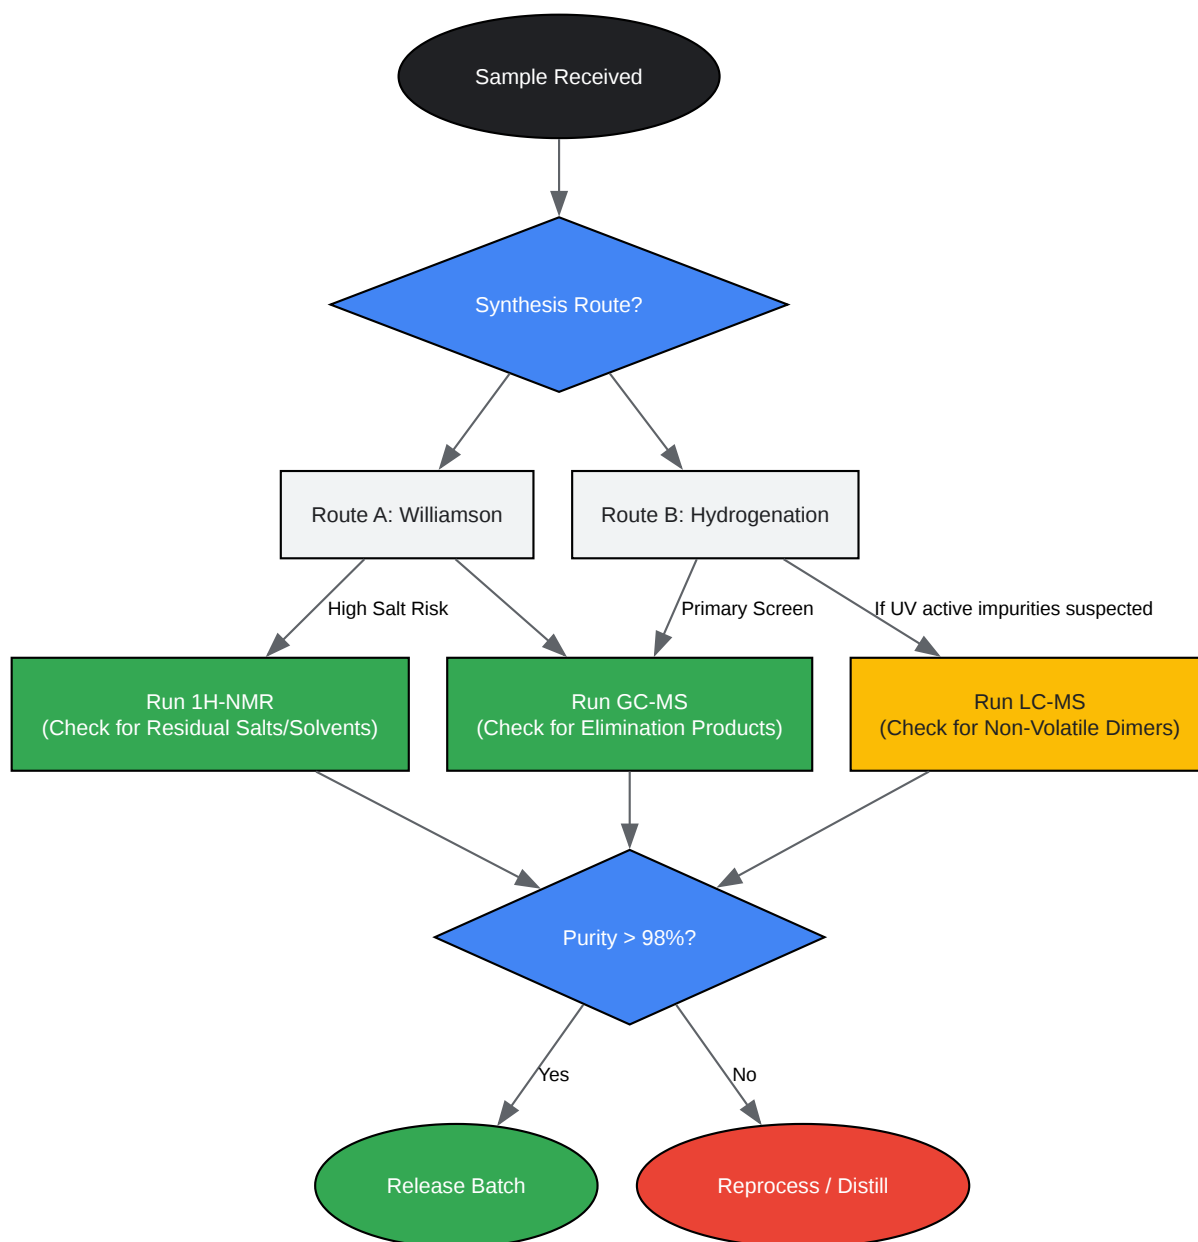 Sample Received
Synthesis Route?
Route A: Williamson
Route B: Hydrogenation
High Salt Risk
Primary Screen
If UV active impurities suspected
Run 1H-NMR
(Check for Residual Salts/Solvents)
Run GC-MS
(Check for Elimination Products)
Run LC-MS
(Check for Non-Volatile Dimers)
Purity > 98%?
Yes
No
Release Batch
Reprocess / Distill